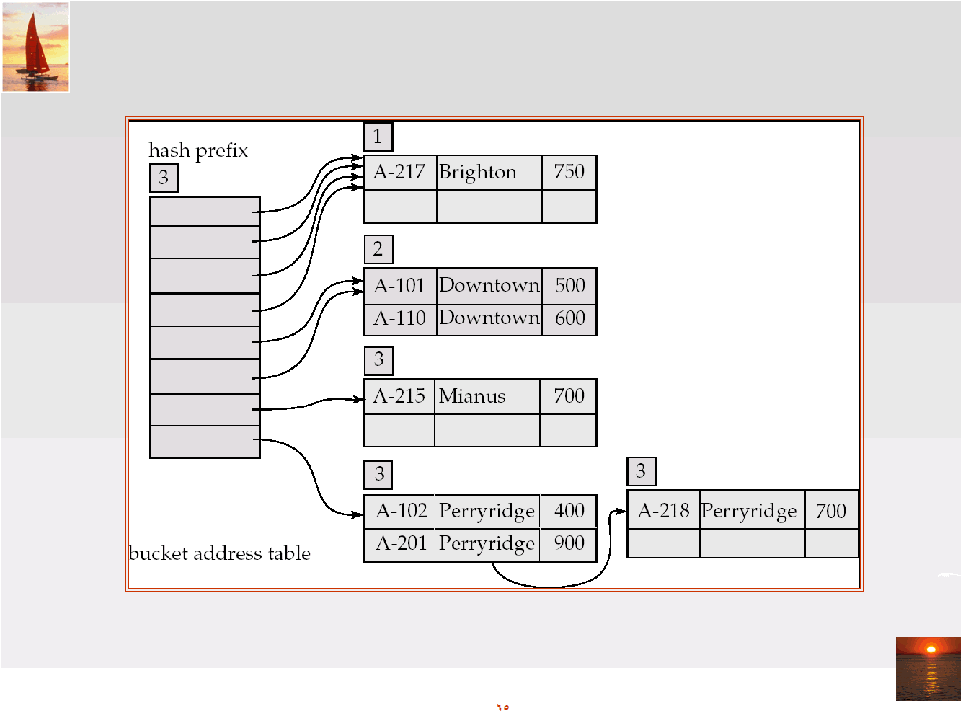 hash prefix
3
1
A-217 Brighton 750
2
A-101 Downtown 500
A-110 Downtown 600
3
A-215 Mianus 700
3
A-102 Perryridge 400
A-201 Perryridge 900
3
A-218 Perryridge 700
bucket address table